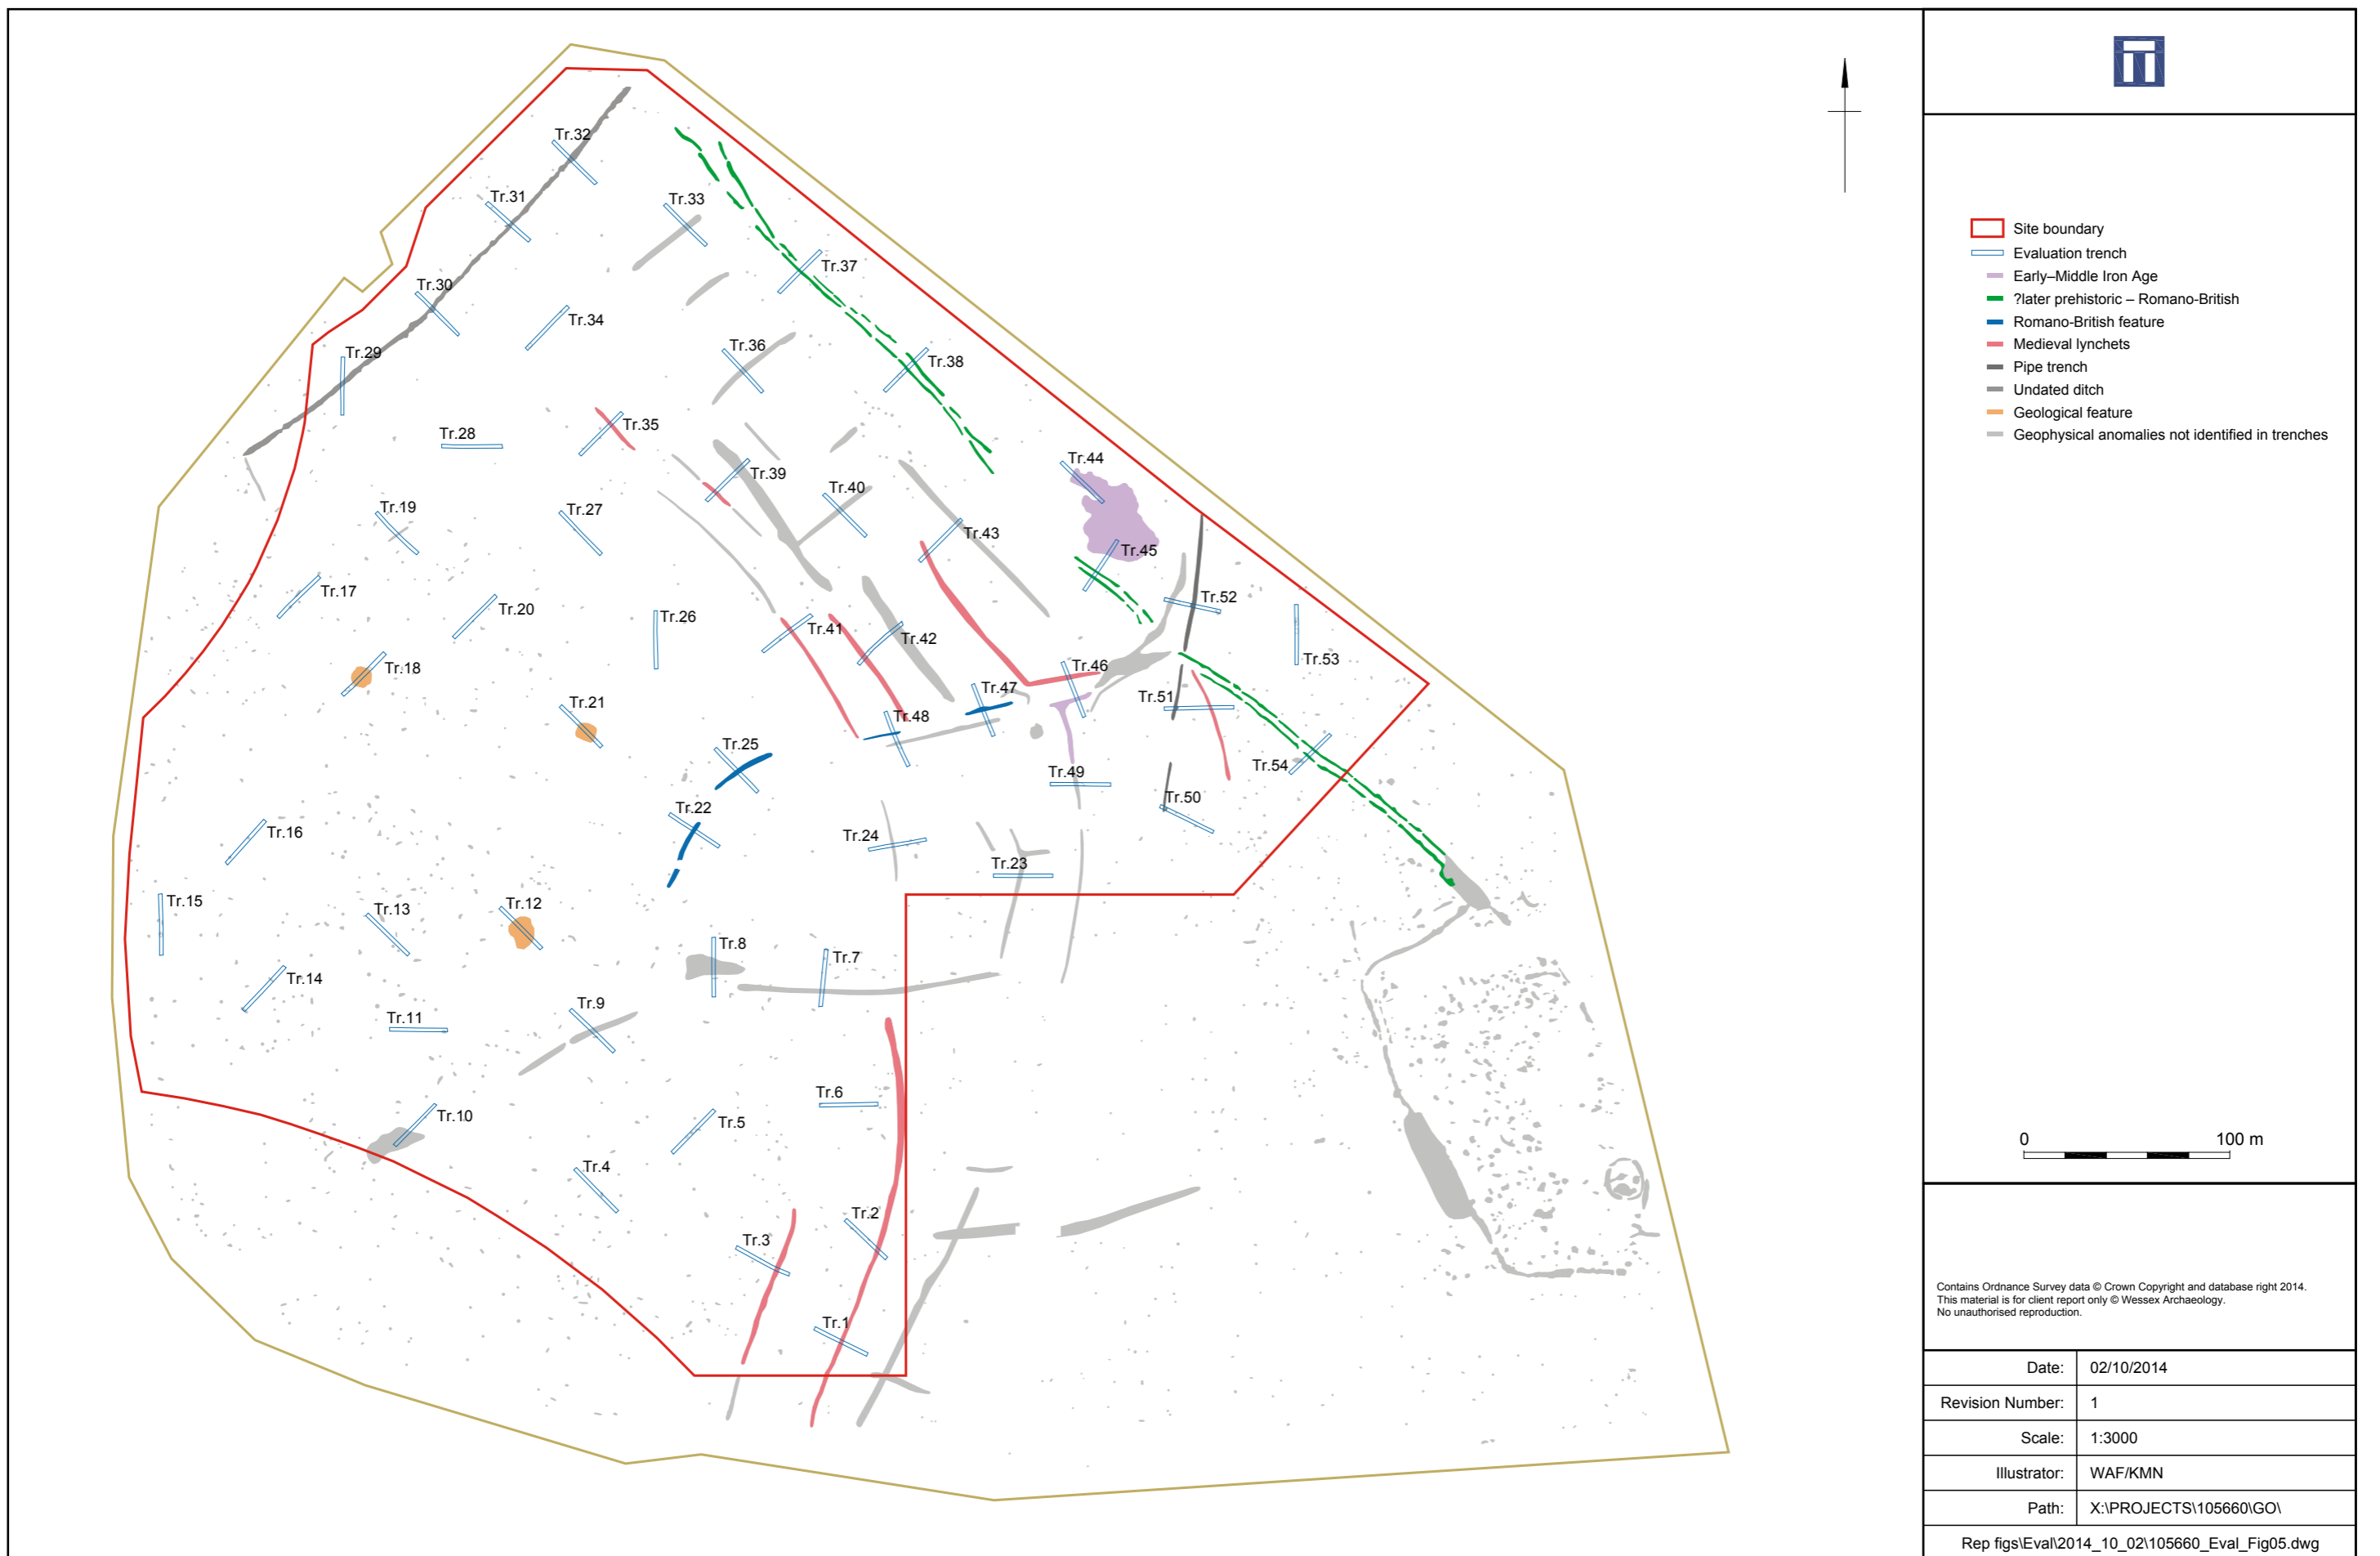 Tr.32
Tr.31
Tr.33
Tr.37
Tr.30
Tr.34
Tr.36
Tr.29
Tr.38
Tr.35
Tr.28
Tr.44
Tr.39
Tr.40
Tr.19
Tr.27
Tr.43
Tr.45
Tr.17
Tr.20
Tr.26
Tr.52
Tr.41
Tr.42
Tr.53
Tr.18
Tr.46
Tr.47
Tr.51
Tr.21
Tr.48
Tr.25
Tr.54
Tr.49
Tr.50
Tr.22
Tr.16
Tr.24
Tr.23
Tr.15
Tr.13
Tr.12
Tr.8
Tr.7
Tr.14
Tr.9
Tr.11
Tr.6
Tr.10
Tr.5
Tr.4
Tr.2
Tr.3
Tr.1
Site boundary
Evaluation trench
Early–Middle Iron Age
?later prehistoric – Romano-British
Romano-British feature
Medieval lynchets
Pipe trench
Undated ditch
Geological feature
Geophysical anomalies not identified in trenches
0 100 m
Contains Ordnance Survey data © Crown Copyright and database right 2014.
This material is for client report only © Wessex Archaeology.
No unauthorised reproduction.
Date: 02/10/2014
Revision Number: 1
Scale: 1:3000
Illustrator: WAF/KMN
Path: X:\PROJECTS\105660\GO\
Rep figs\Eval\2014_10_02\105660_Eval_Fig05.dwg